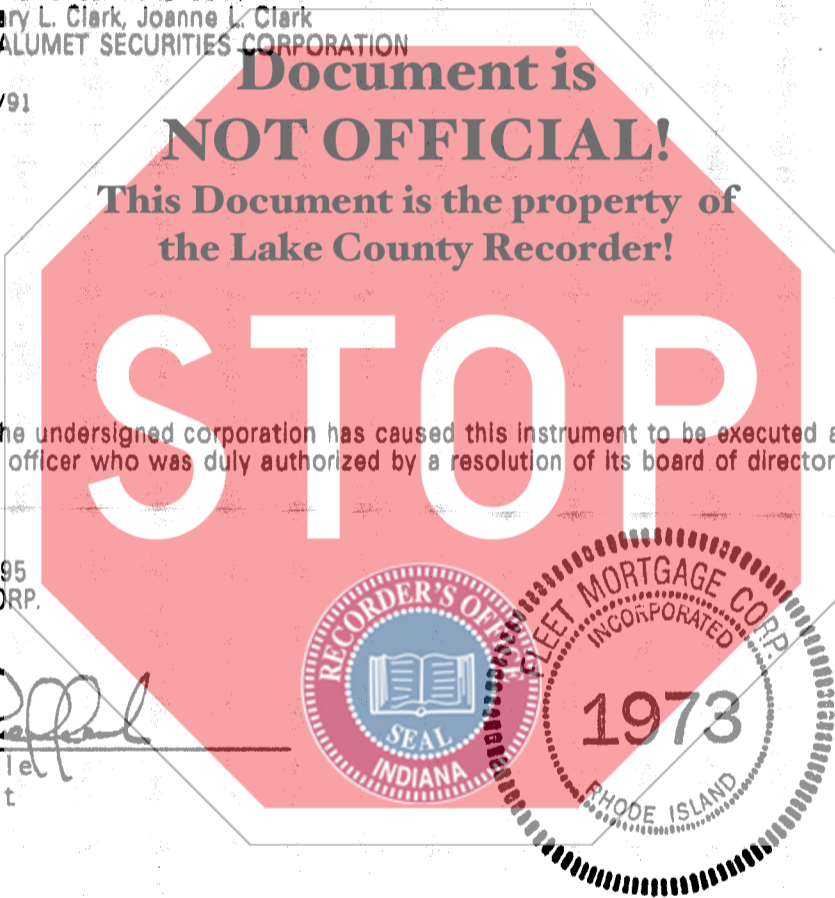 ary L. Clark, Joanne L. Clark
ALUMET SECURITIES CORPORATION
Document is
/91
NOT OFFICIAL!
This Document is the property of
the Lake County Recorder!
STOP
he undersigned corporation has caused this instrument to be executed a
officer who was duly authorized by a resolution of its board of director
95
ORP.
RECORDER'S OFFICE
SEAL
INDIANA
FLEET MORTGAGE CORP.
INCORPORATED
1973
RHODE ISLAND
le
t